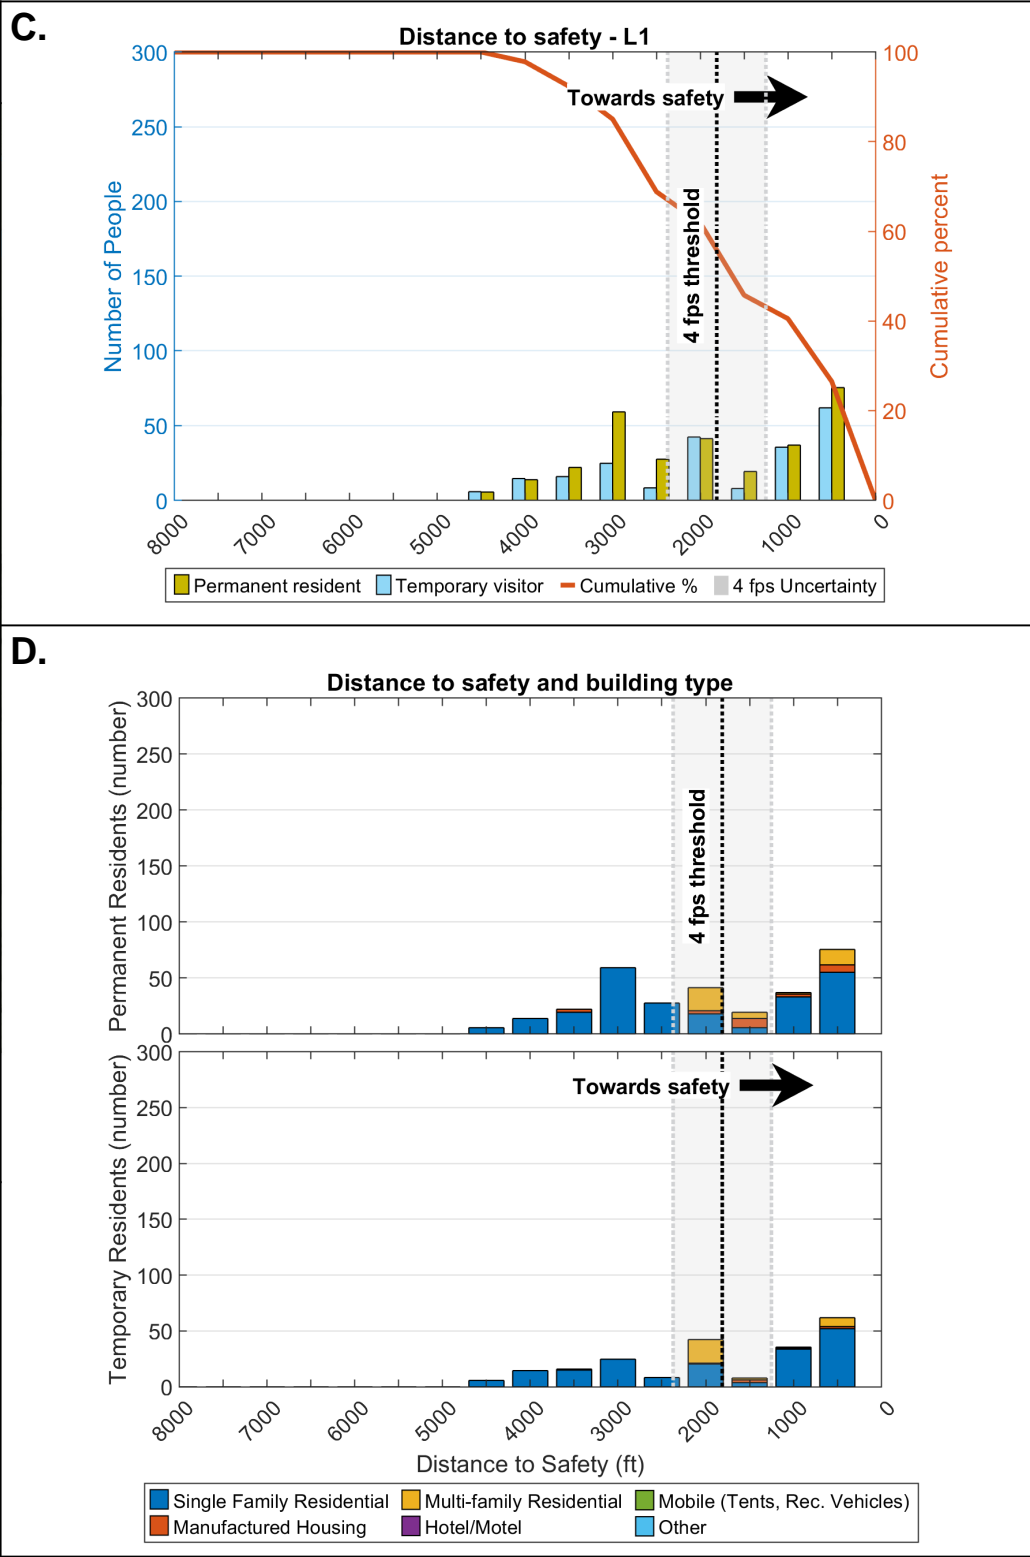 C.
Distance to safety - L1
Number of People
300
250
200
150
100
50
0
Towards safety
4 fps threshold
100
80
60
40
20
0
Cumulative percent
8000 7000 6000 5000 4000 3000 2000 1000 0
Permanent resident Temporary visitor Cumulative % 4 fps Uncertainty
D.
Distance to safety and building type
Permanent Residents (number)
300
250
200
150
100
50
0
4 fps threshold
Temporary Residents (number)
300
250
200
150
100
50
0
Towards safety
8000 7000 6000 5000 4000 3000 2000 1000 0
Distance to Safety (ft)
Single Family Residential Multi-family Residential Mobile (Tents, Rec. Vehicles)
Manufactured Housing Hotel/Motel Other